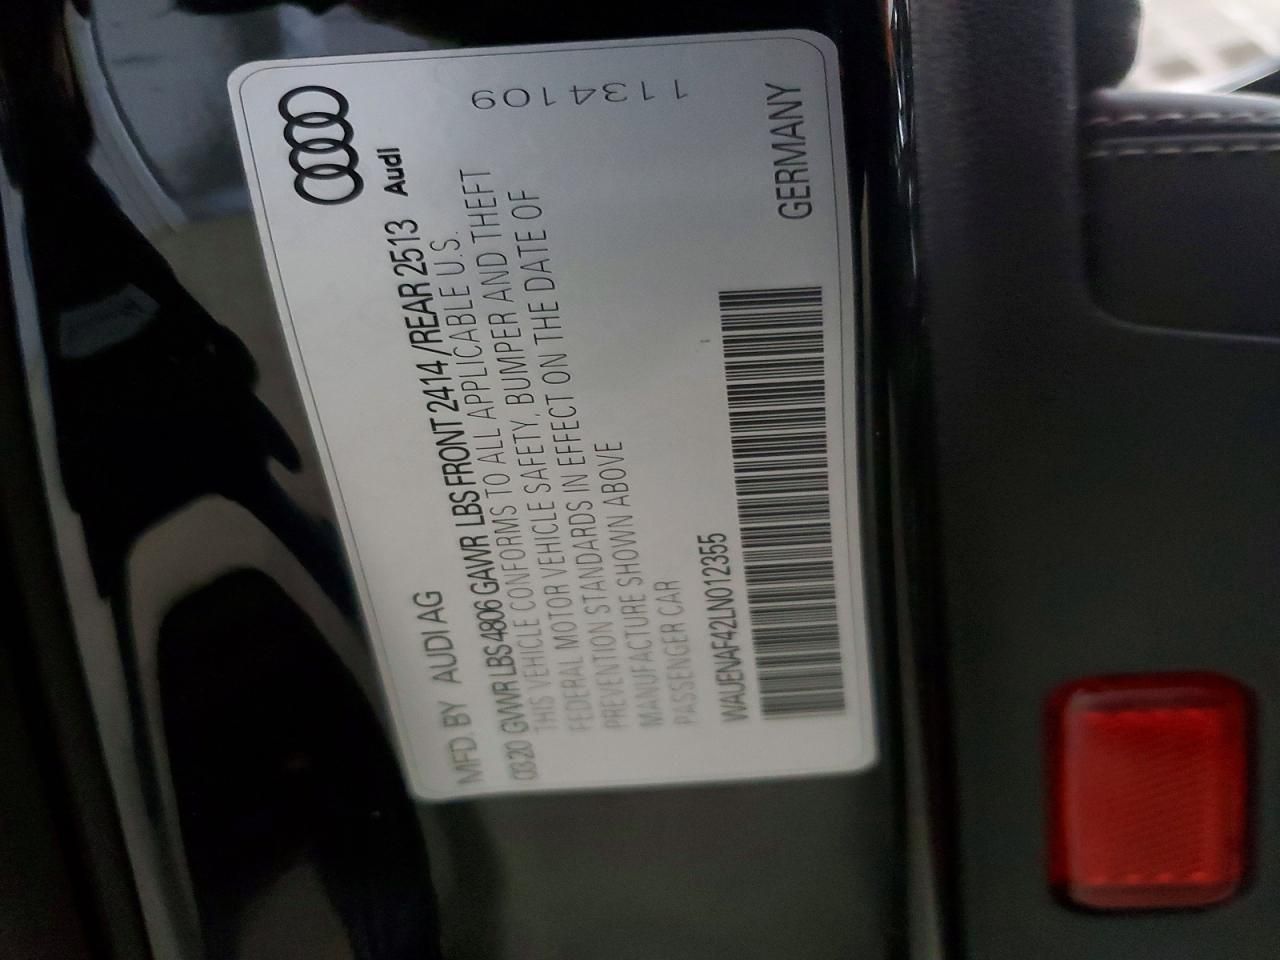 MFD. BY AUDI AG
03.20 GVWR LBS 4806 GAWR LBS FRONT 2414 / REAR 2513 Audi
THIS VEHICLE CONFORMS TO ALL APPLICABLE U.S.
FEDERAL MOTOR VEHICLE SAFETY, BUMPER AND THEFT
PREVENTION STANDARDS IN EFFECT ON THE DATE OF
MANUFACTURE SHOWN ABOVE
PASSENGER CAR
WAUENAF42LN012355
GERMANY
1134109